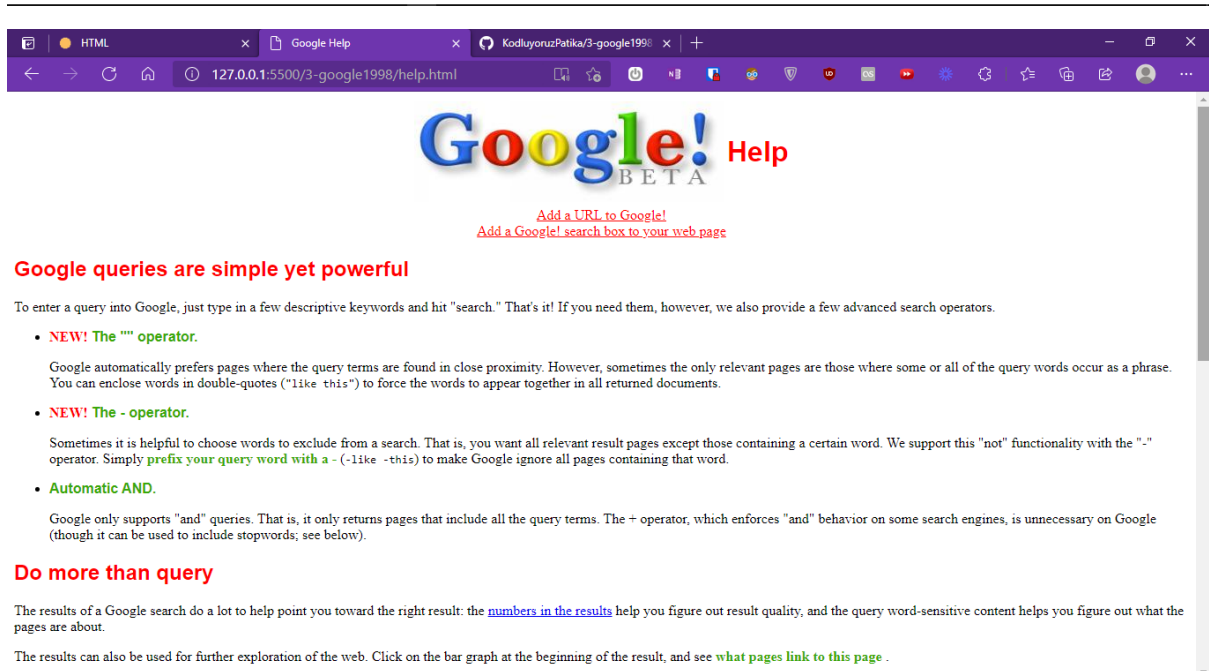 HTML
Google Help
KodluyoruzPatika/3-google1998
127.0.0.1:5500/3-google1998/help.html
Google!
BETA
Help
Add a URL to Google!
Add a Google! search box to your web page
Google queries are simple yet powerful
To enter a query into Google, just type in a few descriptive keywords and hit "search." That's it! If you need them, however, we also provide a few advanced search operators.
• NEW! The "" operator.
Google automatically prefers pages where the query terms are found in close proximity. However, sometimes the only relevant pages are those where some or all of the query words occur as a phrase.
You can enclose words in double-quotes ("like this") to force the words to appear together in all returned documents.
• NEW! The - operator.
Sometimes it is helpful to choose words to exclude from a search. That is, you want all relevant result pages except those containing a certain word. We support this "not" functionality with the "-"
operator. Simply prefix your query word with a - (-like -this) to make Google ignore all pages containing that word.
• Automatic AND.
Google only supports "and" queries. That is, it only returns pages that include all the query terms. The + operator, which enforces "and" behavior on some search engines, is unnecessary on Google
(though it can be used to include stopwords; see below).
Do more than query
The results of a Google search do a lot to help point you toward the right result: the numbers in the results help you figure out result quality, and the query word-sensitive content helps you figure out what the
pages are about.
The results can also be used for further exploration of the web. Click on the bar graph at the beginning of the result, and see what pages link to this page .